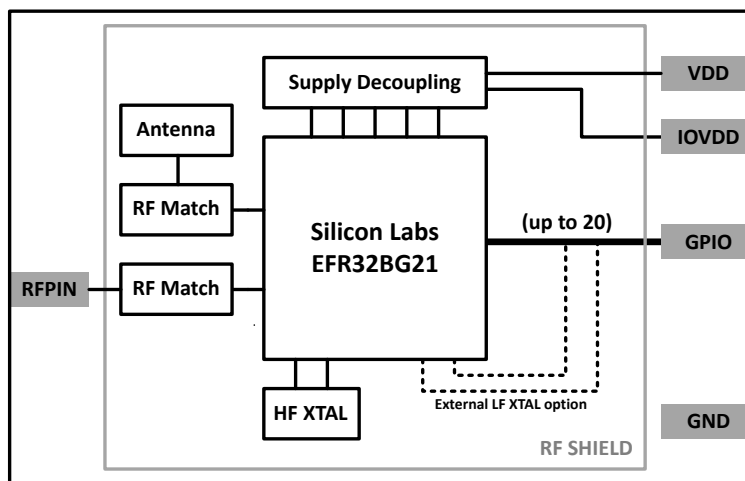 Supply Decoupling
VDD
Antenna
IOVDD
RF Match
Silicon Labs
EFR32BG21
(up to 20)
GPIO
RFPIN
RF Match
HF XTAL
External LF XTAL option
GND
RF SHIELD